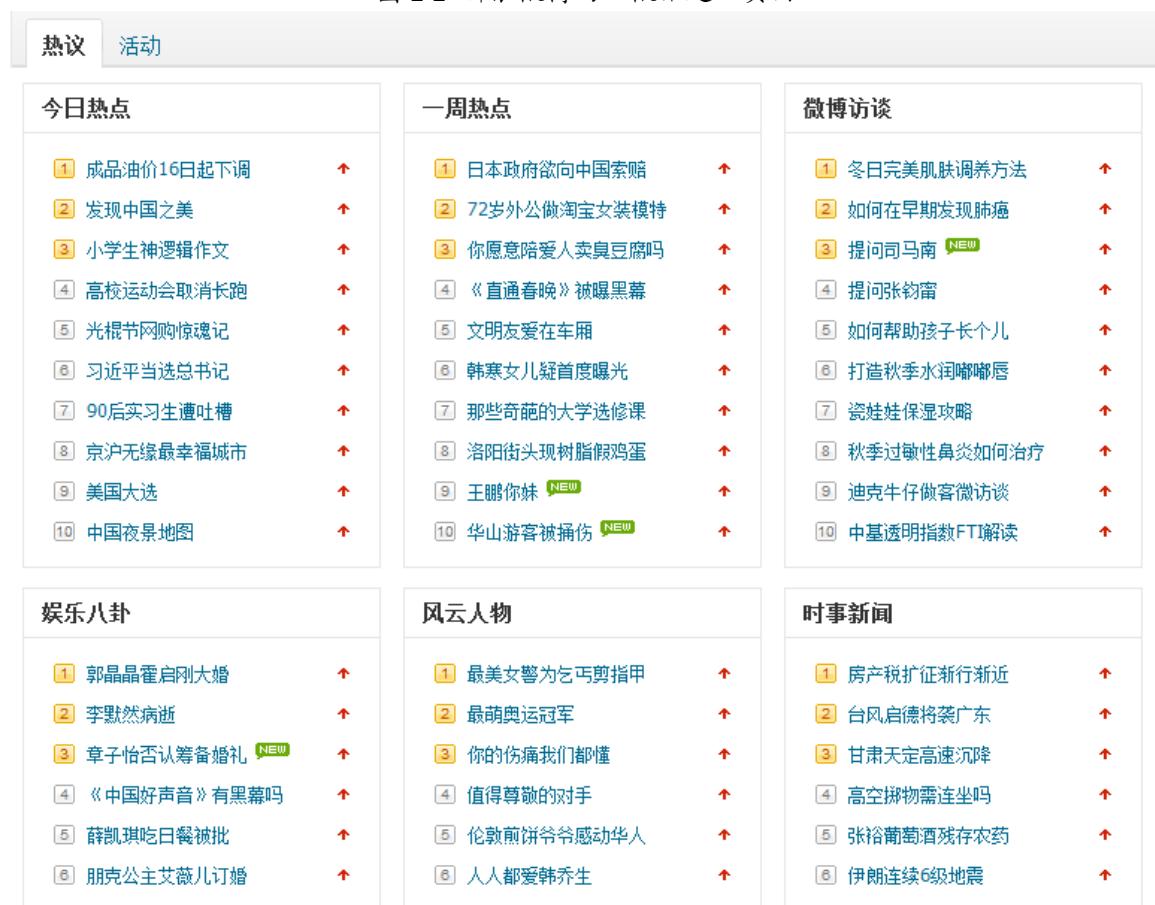 热议 活动
今日热点
1 成品油价16日起下调
2 发现中国之美
3 小学生神逻辑作文
4 高校运动会取消长跑
5 光棍节网购惊魂记
6 习近平当选总书记
7 90后实习生遭吐槽
8 京沪无缘最幸福城市
9 美国大选
10 中国夜景地图
一周热点
1 日本政府欲向中国索赔
2 72岁外公做淘宝女装模特
3 你愿意陪爱人卖臭豆腐吗
4 《直通春晚》被曝黑幕
5 文明友爱在车厢
6 韩寒女儿疑首度曝光
7 那些奇葩的大学选修课
8 洛阳街头现树脂假鸡蛋
9 王鹏你妹 NEW
10 华山游客被捅伤 NEW
微博访谈
1 冬日完美肌肤调养方法
2 如何在早期发现肺癌
3 提问司马南 NEW
4 提问张钧甯
5 如何帮助孩子长个儿
6 打造秋季水润嘟嘟唇
7 瓷娃娃保湿攻略
8 秋季过敏性鼻炎如何治疗
9 迪克牛仔做客微访谈
10 中基透明指数FTI解读
娱乐八卦
1 郭晶晶霍启刚大婚
2 李默然病逝
3 章子怡否认筹备婚礼 NEW
4 《中国好声音》有黑幕吗
5 薛凯琪吃日餐被批
6 朋克公主艾薇儿订婚
风云人物
1 最美女警为乞丐剪指甲
2 最萌奥运冠军
3 你的伤痛我们都懂
4 值得尊敬的对手
5 伦敦煎饼爷爷感动华人
6 人人都爱韩乔生
时事新闻
1 房产税扩征渐行渐近
2 台风启德将袭广东
3 甘肃天定高速沉降
4 高空掷物需连坐吗
5 张裕葡萄酒残存农药
6 伊朗连续6级地震